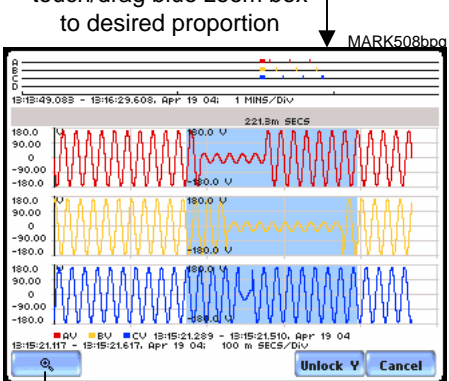 touch/drag blue zoom box
to desired proportion
MARK508bpg
A
B
C
D
13:13:49.083 - 13:16:29.608, Apr 19 04; 1 MINS/Div
221.3m SECS
180.0 V 180.0 V
90.00
0
-90.00
-180.0 -180.0 V
180.0 V 180.0 V
90.00
0
-90.00
-180.0 -180.0 V
180.0 V 180.0 V
90.00
0
-90.00
-180.0 -180.0 V
AV BV CV 13:15:21.289 - 13:15:21.510, Apr 19 04
13:15:21.117 - 13:15:21.617, Apr 19 04; 100 m SECS/Div
Unlock Y Cancel